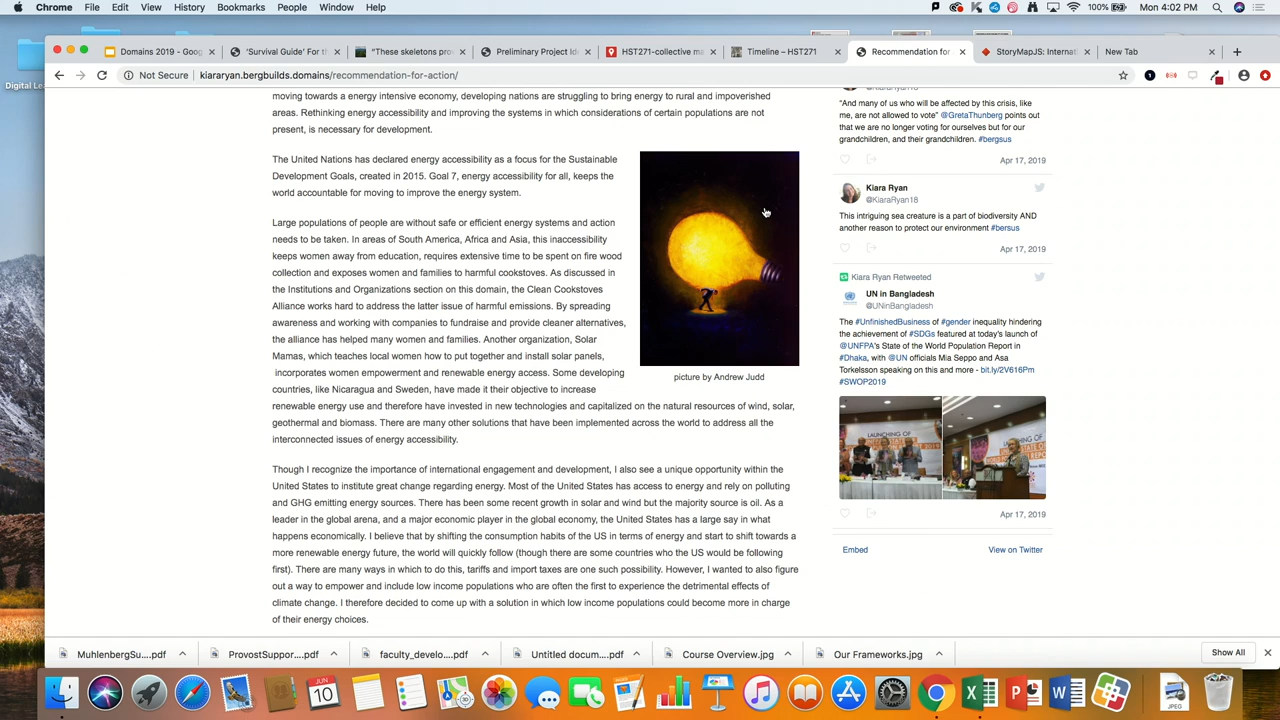 Chrome File Edit View History Bookmarks People Window Help 100% Mon 4:02 PM
Domains 2019 - Goog 'Survival Guide' For th "These skeletons pro Preliminary Project Id HST271-collective ma Timeline – HST271 Recommendation for StoryMapJS: Internati New Tab
Not Secure kiararyan.bergbuilds.domains/recommendation-for-action/
Digital Le
moving towards a energy intensive economy, developing nations are struggling to bring energy to rural and impoverished
areas. Rethinking energy accessibility and improving the systems in which considerations of certain populations are not
present, is necessary for development.
The United Nations has declared energy accessibility as a focus for the Sustainable
Development Goals, created in 2015. Goal 7, energy accessibility for all, keeps the
world accountable for moving to improve the energy system.
Large populations of people are without safe or efficient energy systems and action
needs to be taken. In areas of South America, Africa and Asia, this inaccessibility
keeps women away from education, requires extensive time to be spent on fire wood
collection and exposes women and families to harmful cookstoves. As discussed in
the Institutions and Organizations section on this domain, the Clean Cookstoves
Alliance works hard to address the latter issue of harmful emissions. By spreading
awareness and working with companies to fundraise and provide cleaner alternatives,
the alliance has helped many women and families. Another organization, Solar
Mamas, which teaches local women how to put together and install solar panels,
incorporates women empowerment and renewable energy access. Some developing
countries, like Nicaragua and Sweden, have made it their objective to increase
renewable energy use and therefore have invested in new technologies and capitalized on the natural resources of wind, solar,
geothermal and biomass. There are many other solutions that have been implemented across the world to address all the
interconnected issues of energy accessibility.
picture by Andrew Judd
Though I recognize the importance of international engagement and development, I also see a unique opportunity within the
United States to institute great change regarding energy. Most of the United States has access to energy and rely on polluting
and GHG emitting energy sources. There has been some recent growth in solar and wind but the majority source is oil. As a
leader in the global arena, and a major economic player in the global economy, the United States has a large say in what
happens economically. I believe that by shifting the consumption habits of the US in terms of energy and start to shift towards a
more renewable energy future, the world will quickly follow (though there are some countries who the US would be following
first). There are many ways in which to do this, tariffs and import taxes are one such possibility. However, I wanted to also figure
out a way to empower and include low income populations who are often the first to experience the detrimental effects of
climate change. I therefore decided to come up with a solution in which low income populations could become more in charge
of their energy choices.
@KiaraRyan18
"And many of us who will be affected by this crisis, like
me, are not allowed to vote" @GretaThunberg points out
that we are no longer voting for ourselves but for our
grandchildren, and their grandchildren. #bergsus
Apr 17, 2019
Kiara Ryan
@KiaraRyan18
This intriguing sea creature is a part of biodiversity AND
another reason to protect our environment #bersus
Apr 17, 2019
Kiara Ryan Retweeted
UN in Bangladesh
@UNinBangladesh
The #UnfinishedBusiness of #gender inequality hindering
the achievement of #SDGs featured at today's launch of
@UNFPA's State of the World Population Report in
#Dhaka, with @UN officials Mia Seppo and Asa
Torkelsson speaking on this and more - bit.ly/2V616Pm
#SWOP2019
LAUNCHING OF
LAUNCHING OF
Apr 17, 2019
Embed View on Twitter
MuhlenbergSu....pdf ProvostSuppor....pdf faculty_develo....pdf Untitled docum....pdf Course Overview.jpg Our Frameworks.jpg Show All
JUN
10
JPEG